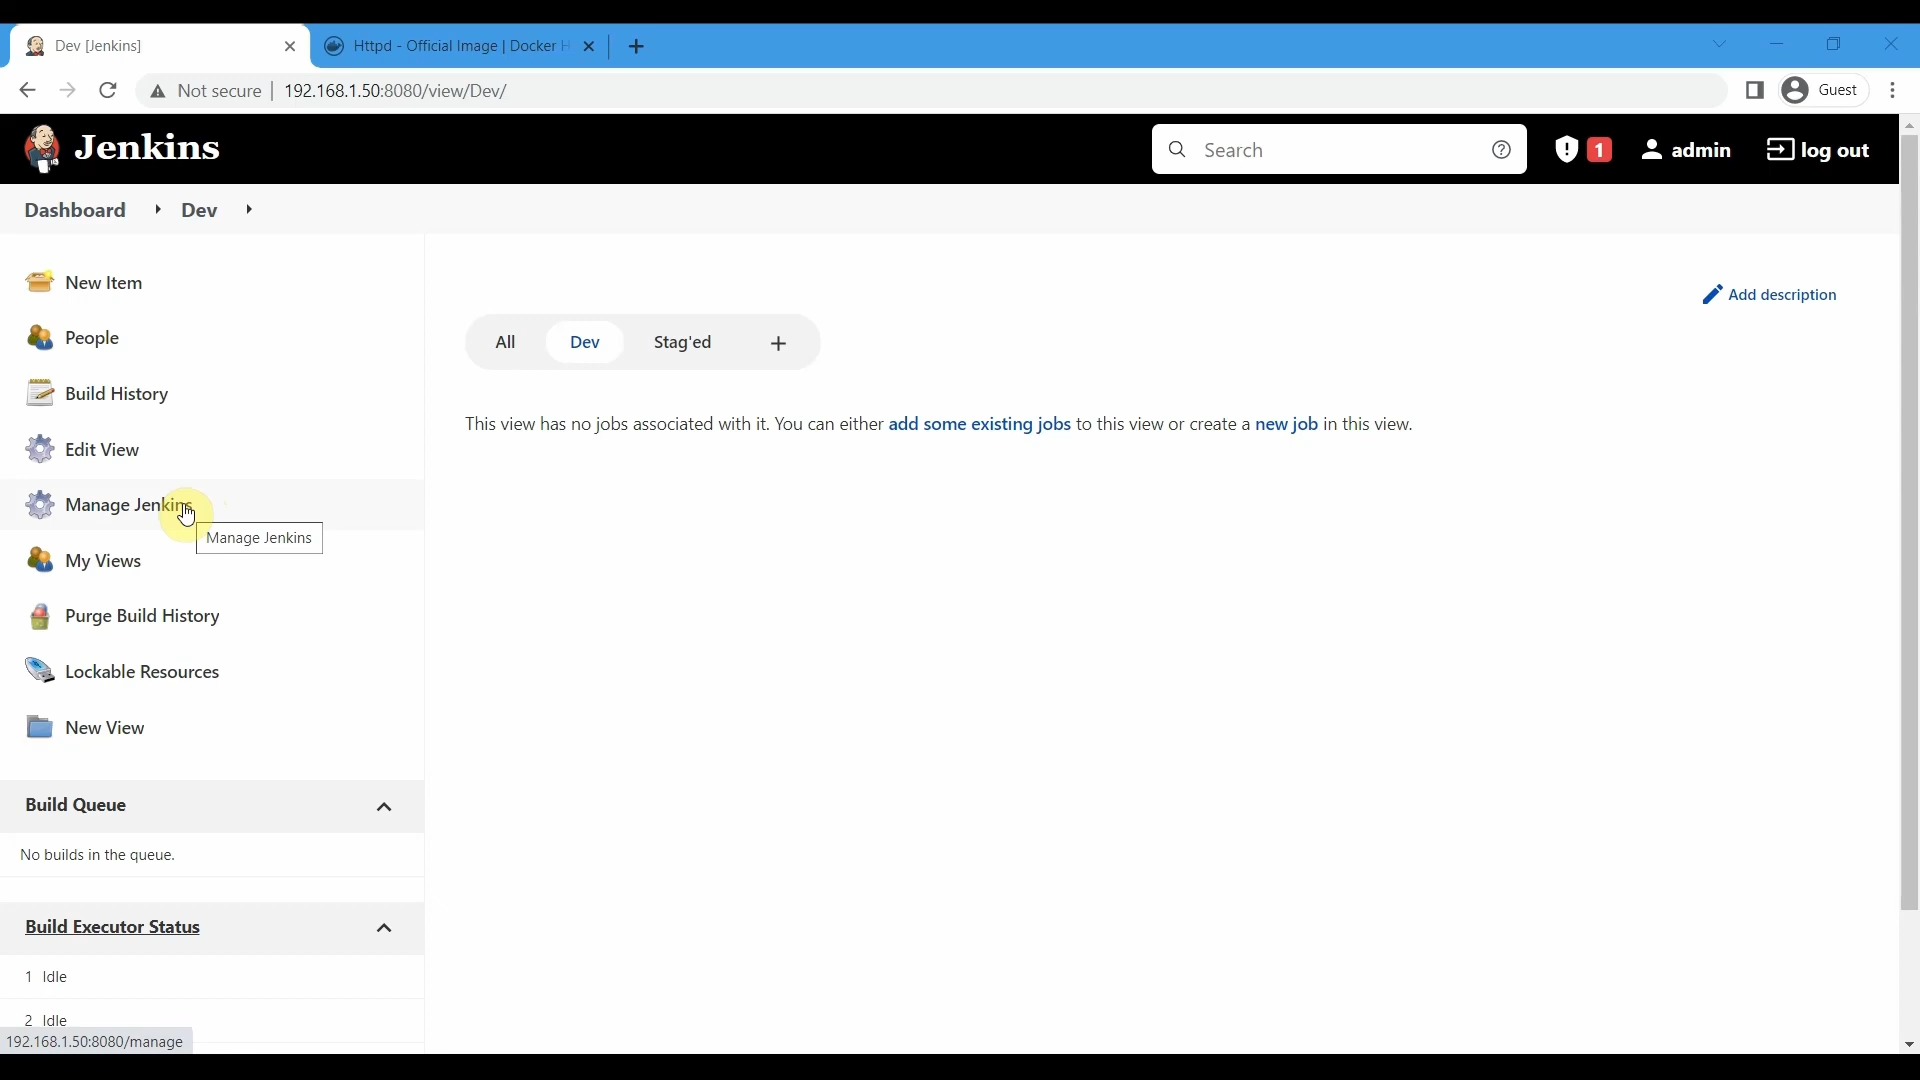 Dev [Jenkins]
Httpd - Official Image | Docker H
Not secure | 192.168.1.50:8080/view/Dev/
Guest
Jenkins
Search
1
admin
log out
Dashboard
Dev
New Item
People
Build History
Edit View
Manage Jenkins
Manage Jenkins
My Views
Purge Build History
Lockable Resources
New View
Add description
All
Dev
Stag'ed
+
This view has no jobs associated with it. You can either add some existing jobs to this view or create a new job in this view.
Build Queue
No builds in the queue.
Build Executor Status
1 Idle
2 Idle
192.168.1.50:8080/manage